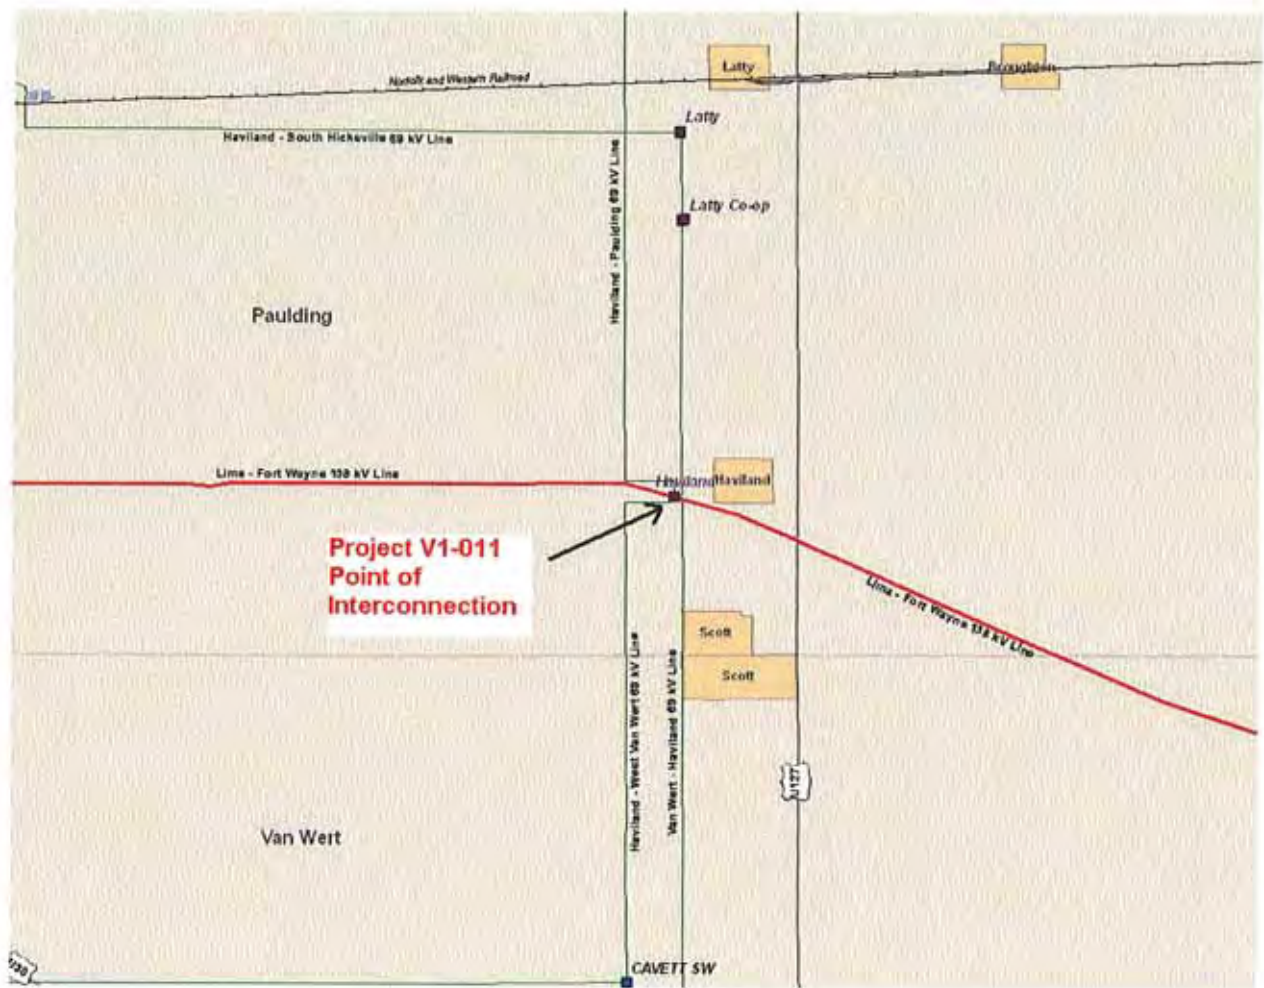 Latty
Broughton
Norfolk and Western Railroad
Latty
Haviland - South Hicksville 69 kV Line
Haviland - Paulding 69 kV Line
Latty Co-op
Paulding
Lima - Fort Wayne 138 kV Line
Haviland
Haviland
Project V1-011
Point of
Interconnection
Lima - Fort Wayne 138 kV Line
Scott
Scott
Haviland - West Van Wert 69 kV Line
Van Wert - Haviland 69 kV Line
U127
Van Wert
CAVETT SW
U30